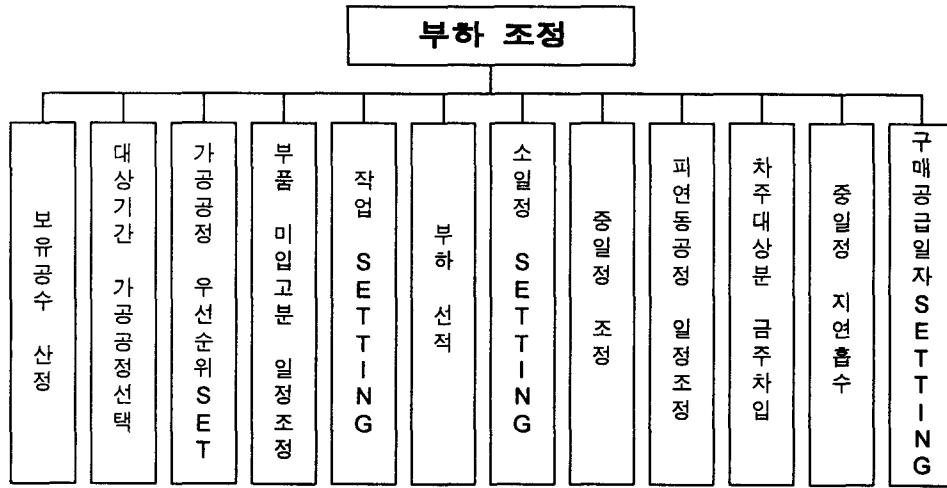 부하 조정
보유공수 산정
대상기간 가공공정선택
가공공정 우선순위SET
부품 미입고분 일정조정
작업 SETTING
부하 선적
소일정 SETTING
중일정 조정
피연동공정 일정조정
차주대상분 금주차입
중일정 지연흡수
구매공급일자SETTING